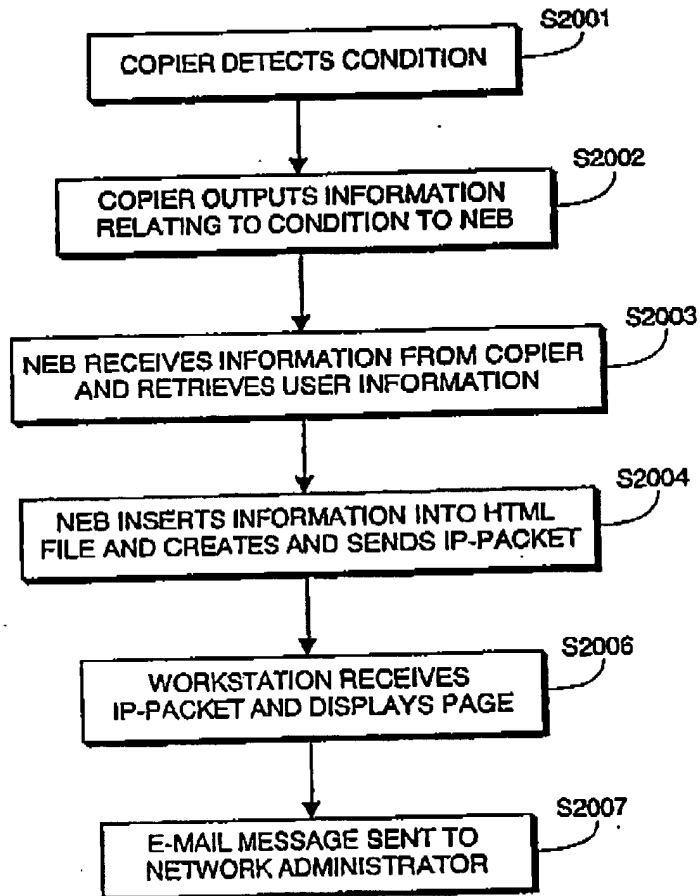 S2001
COPIER DETECTS CONDITION
S2002
COPIER OUTPUTS INFORMATION
RELATING TO CONDITION TO NEB
S2003
NEB RECEIVES INFORMATION FROM COPIER
AND RETRIEVES USER INFORMATION
S2004
NEB INSERTS INFORMATION INTO HTML
FILE AND CREATES AND SENDS IP-PACKET
S2006
WORKSTATION RECEIVES
IP-PACKET AND DISPLAYS PAGE
S2007
E-MAIL MESSAGE SENT TO
NETWORK ADMINISTRATOR